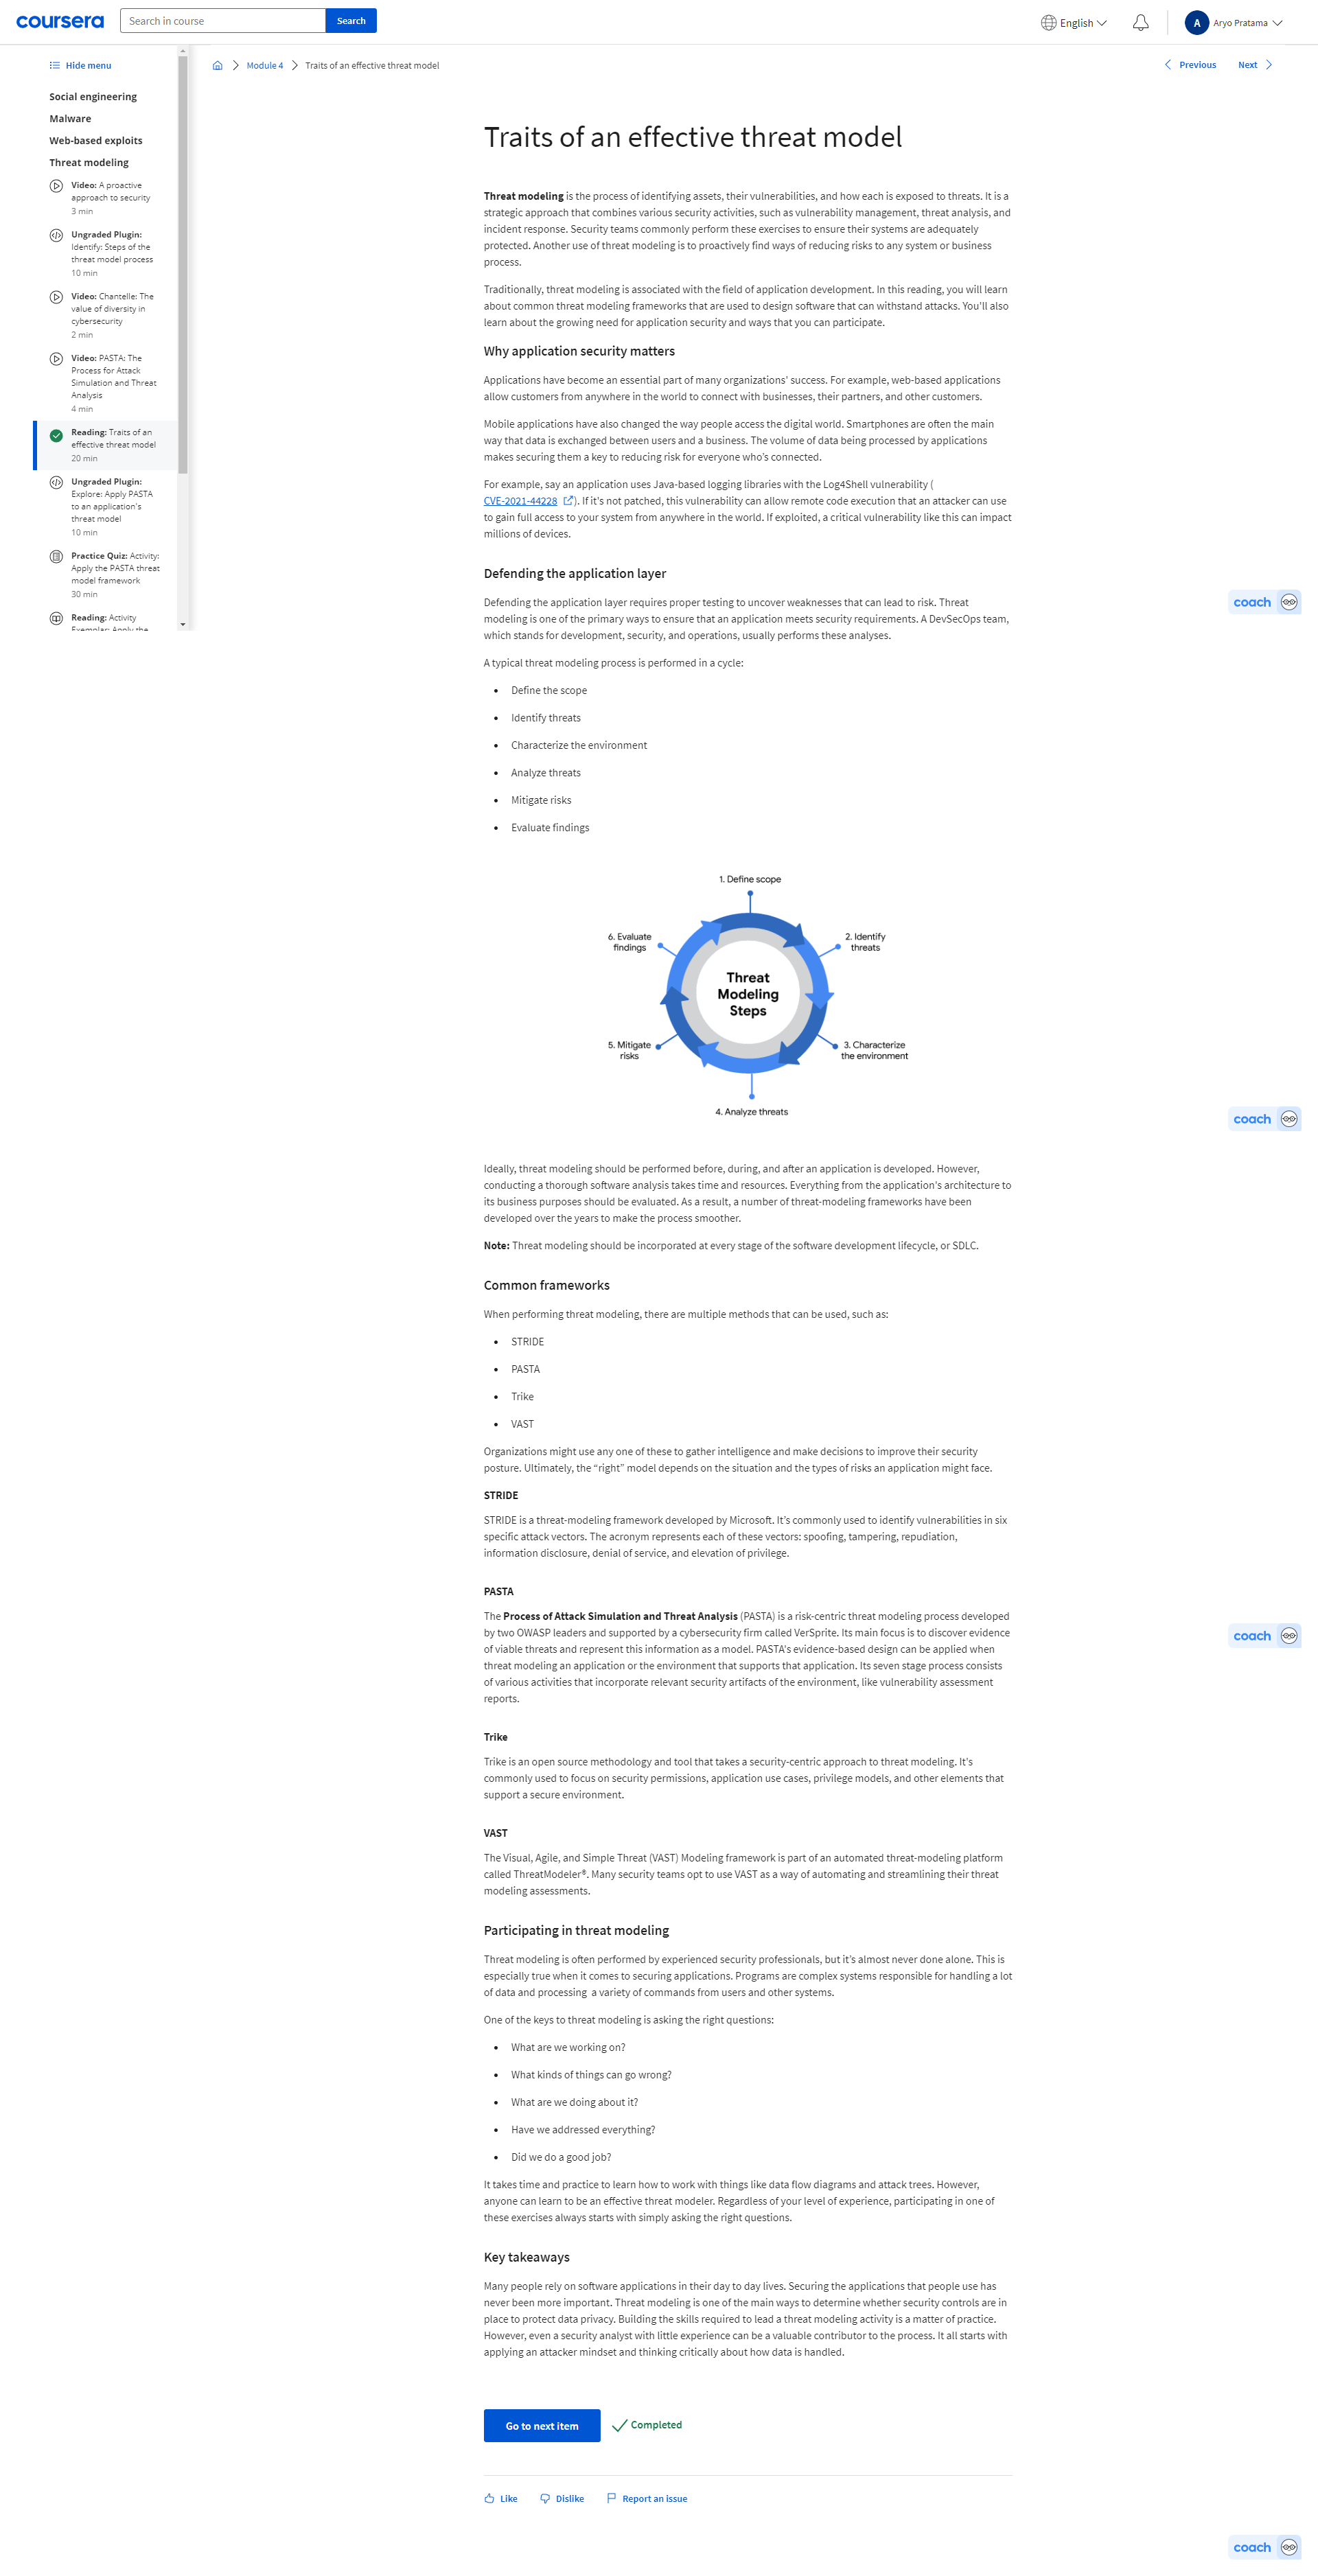 coursera
Search in course
Search
English
A
Aryo Pratama
Hide menu
Social engineering
Malware
Web-based exploits
Threat modeling
Video: A proactive
approach to security
3 min
Ungraded Plugin:
Identify: Steps of the
threat model process
10 min
Video: Chantelle: The
value of diversity in
cybersecurity
2 min
Video: PASTA: The
Process for Attack
Simulation and Threat
Analysis
4 min
Reading: Traits of an
effective threat model
20 min
Ungraded Plugin:
Explore: Apply PASTA
to an application's
threat model
10 min
Practice Quiz: Activity:
Apply the PASTA threat
model framework
30 min
Reading: Activity
Exemplar: Apply the
Module 4
Traits of an effective threat model
Previous
Next
Traits of an effective threat model
Threat modeling is the process of identifying assets, their vulnerabilities, and how each is exposed to threats. It is a
strategic approach that combines various security activities, such as vulnerability management, threat analysis, and
incident response. Security teams commonly perform these exercises to ensure their systems are adequately
protected. Another use of threat modeling is to proactively find ways of reducing risks to any system or business
process.
Traditionally, threat modeling is associated with the field of application development. In this reading, you will learn
about common threat modeling frameworks that are used to design software that can withstand attacks. You'll also
learn about the growing need for application security and ways that you can participate.
Why application security matters
Applications have become an essential part of many organizations' success. For example, web-based applications
allow customers from anywhere in the world to connect with businesses, their partners, and other customers.
Mobile applications have also changed the way people access the digital world. Smartphones are often the main
way that data is exchanged between users and a business. The volume of data being processed by applications
makes securing them a key to reducing risk for everyone who’s connected.
For example, say an application uses Java-based logging libraries with the Log4Shell vulnerability (
CVE-2021-44228 ). If it's not patched, this vulnerability can allow remote code execution that an attacker can use
to gain full access to your system from anywhere in the world. If exploited, a critical vulnerability like this can impact
millions of devices.
Defending the application layer
Defending the application layer requires proper testing to uncover weaknesses that can lead to risk. Threat
modeling is one of the primary ways to ensure that an application meets security requirements. A DevSecOps team,
which stands for development, security, and operations, usually performs these analyses.
A typical threat modeling process is performed in a cycle:
• Define the scope
• Identify threats
• Characterize the environment
• Analyze threats
• Mitigate risks
• Evaluate findings
1. Define scope
2. Identify
threats
3. Characterize
the environment
4. Analyze threats
5. Mitigate
risks
6. Evaluate
findings
Threat
Modeling
Steps
Ideally, threat modeling should be performed before, during, and after an application is developed. However,
conducting a thorough software analysis takes time and resources. Everything from the application's architecture to
its business purposes should be evaluated. As a result, a number of threat-modeling frameworks have been
developed over the years to make the process smoother.
Note: Threat modeling should be incorporated at every stage of the software development lifecycle, or SDLC.
Common frameworks
When performing threat modeling, there are multiple methods that can be used, such as:
• STRIDE
• PASTA
• Trike
• VAST
Organizations might use any one of these to gather intelligence and make decisions to improve their security
posture. Ultimately, the “right” model depends on the situation and the types of risks an application might face.
STRIDE
STRIDE is a threat-modeling framework developed by Microsoft. It’s commonly used to identify vulnerabilities in six
specific attack vectors. The acronym represents each of these vectors: spoofing, tampering, repudiation,
information disclosure, denial of service, and elevation of privilege.
PASTA
The Process of Attack Simulation and Threat Analysis (PASTA) is a risk-centric threat modeling process developed
by two OWASP leaders and supported by a cybersecurity firm called VerSprite. Its main focus is to discover evidence
of viable threats and represent this information as a model. PASTA's evidence-based design can be applied when
threat modeling an application or the environment that supports that application. Its seven stage process consists
of various activities that incorporate relevant security artifacts of the environment, like vulnerability assessment
reports.
Trike
Trike is an open source methodology and tool that takes a security-centric approach to threat modeling. It's
commonly used to focus on security permissions, application use cases, privilege models, and other elements that
support a secure environment.
VAST
The Visual, Agile, and Simple Threat (VAST) Modeling framework is part of an automated threat-modeling platform
called ThreatModeler®. Many security teams opt to use VAST as a way of automating and streamlining their threat
modeling assessments.
Participating in threat modeling
Threat modeling is often performed by experienced security professionals, but it’s almost never done alone. This is
especially true when it comes to securing applications. Programs are complex systems responsible for handling a lot
of data and processing a variety of commands from users and other systems.
One of the keys to threat modeling is asking the right questions:
• What are we working on?
• What kinds of things can go wrong?
• What are we doing about it?
• Have we addressed everything?
• Did we do a good job?
It takes time and practice to learn how to work with things like data flow diagrams and attack trees. However,
anyone can learn to be an effective threat modeler. Regardless of your level of experience, participating in one of
these exercises always starts with simply asking the right questions.
Key takeaways
Many people rely on software applications in their day to day lives. Securing the applications that people use has
never been more important. Threat modeling is one of the main ways to determine whether security controls are in
place to protect data privacy. Building the skills required to lead a threat modeling activity is a matter of practice.
However, even a security analyst with little experience can be a valuable contributor to the process. It all starts with
applying an attacker mindset and thinking critically about how data is handled.
Go to next item
Completed
Like
Dislike
Report an issue
coach
coach
coach
coach